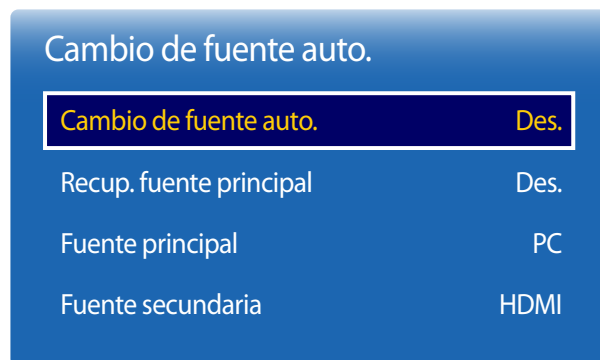 Cambio de fuente auto.
Cambio de fuente auto. Des.
Recup. fuente principal Des.
Fuente principal PC
Fuente secundaria HDMI